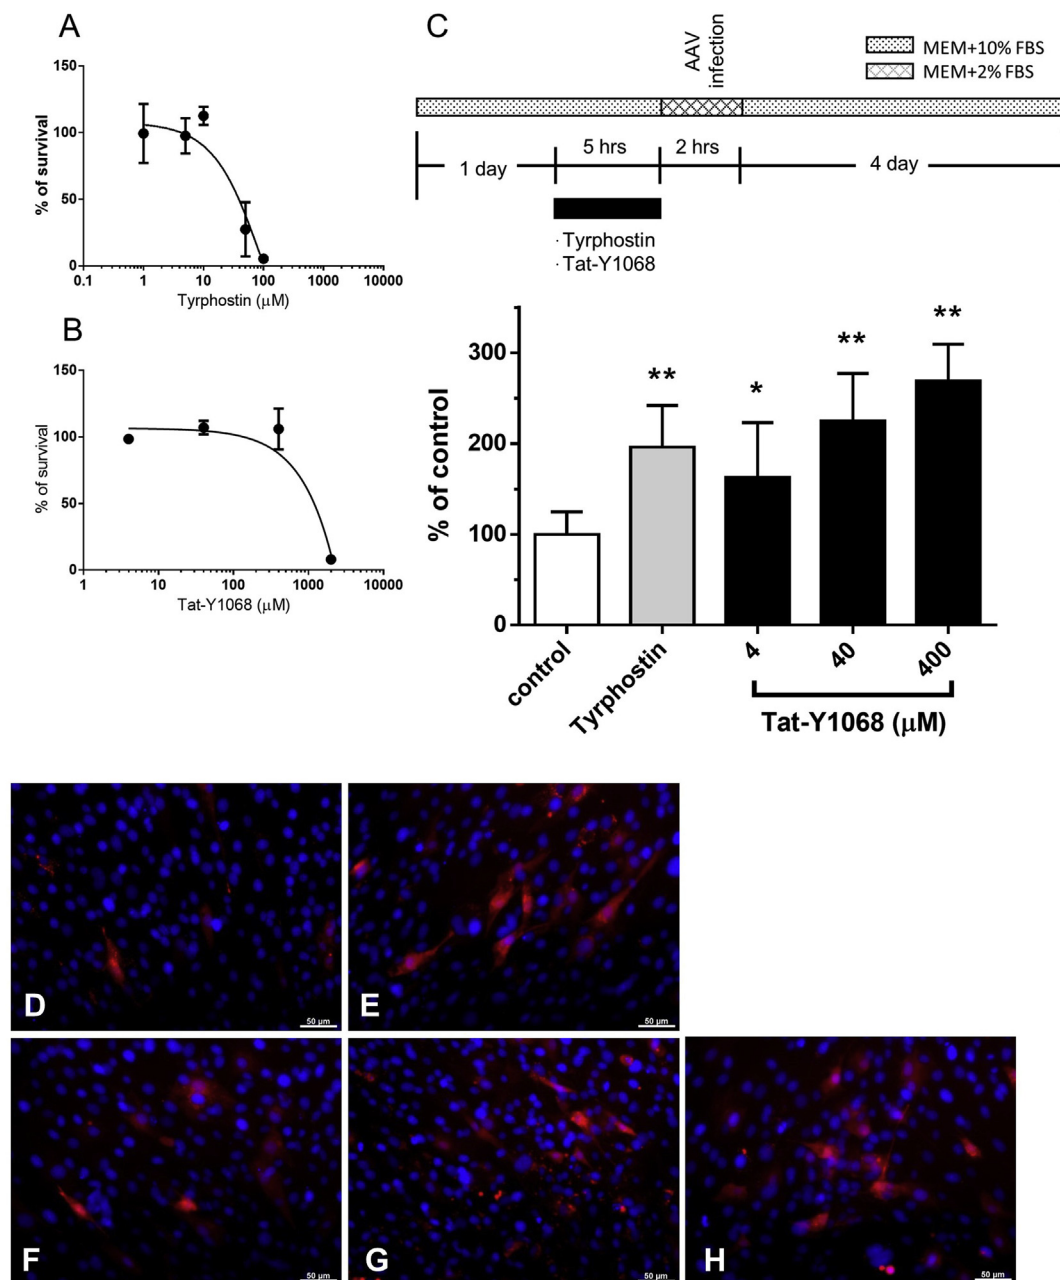 A
150
100
50
0
% of survival
0.1 1 10 100 1000 10000
Tyrphostin (μM)
B
150
100
50
0
% of survival
1 10 100 1000 10000
Tat-Y1068 (μM)
C
AAV
infection
MEM+10% FBS
MEM+2% FBS
1 day
5 hrs
2 hrs
4 day
· Tyrphostin
· Tat-Y1068
300
200
100
0
% of control
** * ** **
control
Tyrphostin
4
40
400
Tat-Y1068 (μM)
D
50 μm
E
50 μm
F
50 μm
G
50 μm
H
50 μm